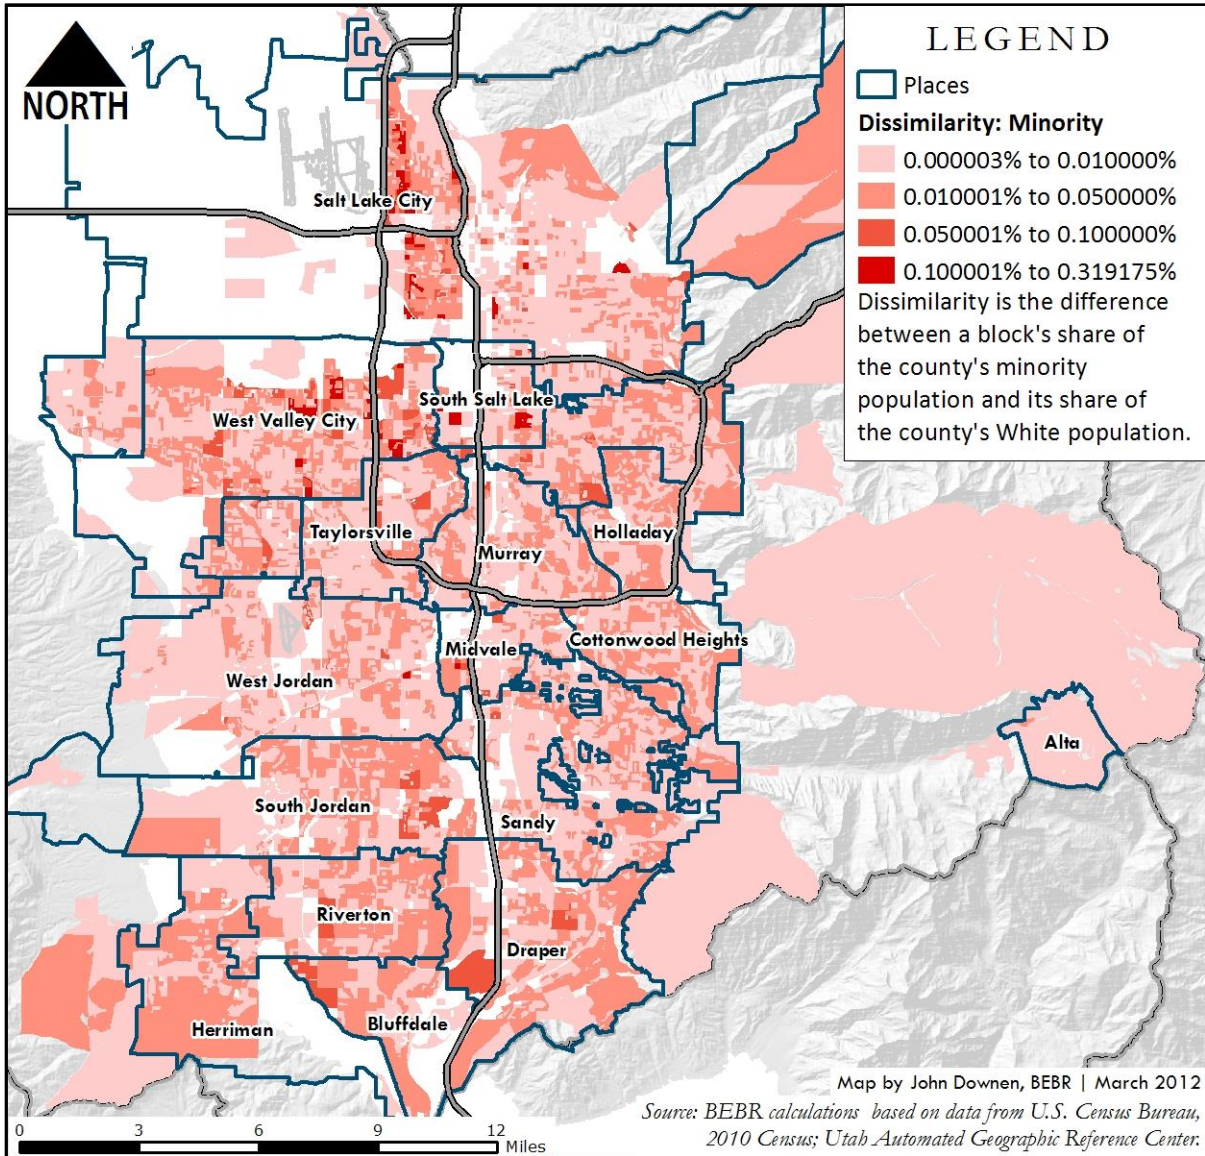 NORTH
LEGEND
Places
Dissimilarity: Minority
0.000003% to 0.010000%
0.010001% to 0.050000%
0.050001% to 0.100000%
0.100001% to 0.319175%
Dissimilarity is the difference
between a block's share of
the county's minority
population and its share of
the county's White population.
Salt Lake City
South Salt Lake
West Valley City
Taylorsville
Holladay
Murray
Cottonwood Heights
Midvale
West Jordan
Alta
South Jordan
Sandy
Riverton
Draper
Herriman
Bluffdale
Map by John Downen, BEBR | March 2012
Source: BEBR calculations based on data from U.S. Census Bureau,
2010 Census; Utah Automated Geographic Reference Center.
0 3 6 9 12
Miles